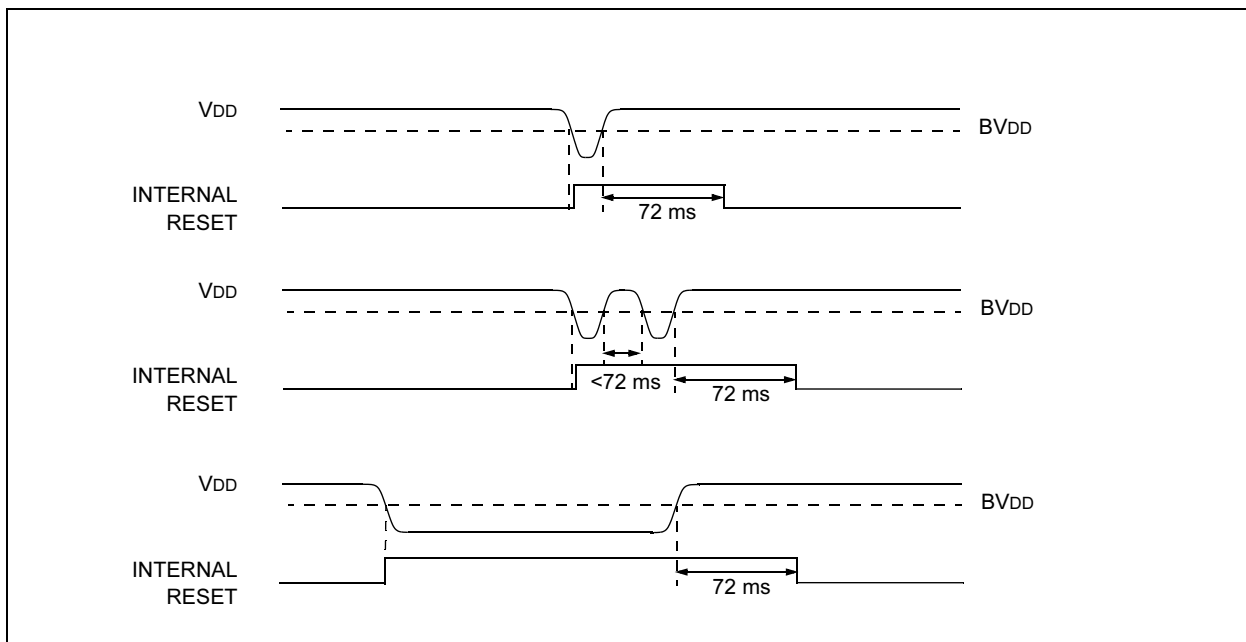 VDD
BVDD
INTERNAL
RESET
72 ms
VDD
BVDD
INTERNAL
RESET
<72 ms
72 ms
VDD
BVDD
INTERNAL
RESET
72 ms